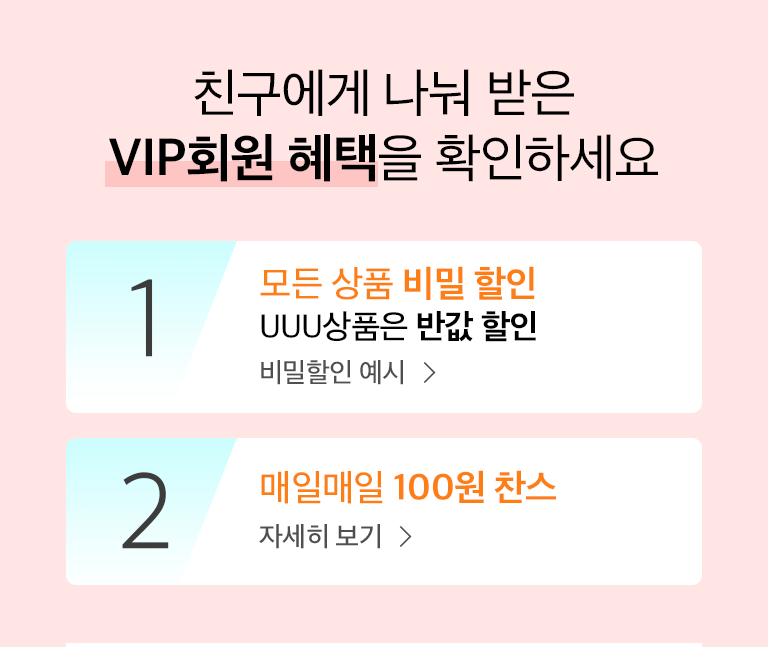 친구에게 나눠 받은
VIP회원 혜택을 확인하세요
1
모든 상품 비밀 할인
UUU상품은 반값 할인
비밀할인 예시 >
2
매일매일 100원 찬스
자세히 보기 >